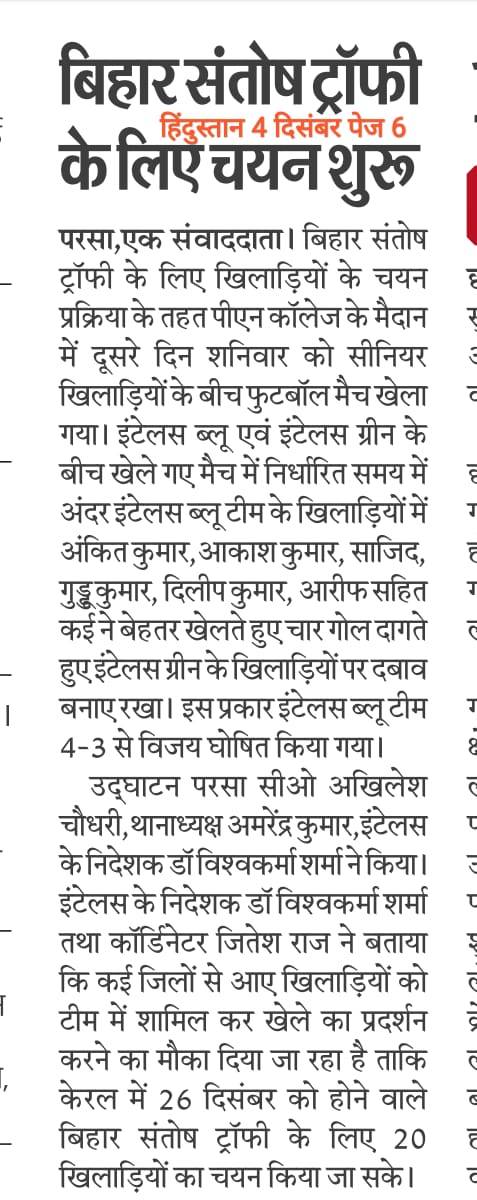 बिहार संतोष ट्रॉफी
हिंदुस्तान 4 दिसंबर पेज 6
के लिए चयन शुरू
परसा,एक संवाददाता। बिहार संतोष
ट्रॉफी के लिए खिलाड़ियों के चयन
प्रक्रिया के तहत पीएन कॉलेज के मैदान
में दूसरे दिन शनिवार को सीनियर
खिलाड़ियों के बीच फुटबॉल मैच खेला
गया। इंटेलस ब्लू एवं इंटेलस ग्रीन के
बीच खेले गए मैच में निर्धारित समय में
अंदर इंटेलस ब्लू टीम के खिलाड़ियों में
अंकित कुमार, आकाश कुमार, साजिद,
गुड्डू कुमार, दिलीप कुमार, आरीफ सहित
कई ने बेहतर खेलते हुए चार गोल दागते
हुए इंटेलस ग्रीन के खिलाड़ियों पर दबाव
बनाए रखा। इस प्रकार इंटेलस ब्लू टीम
4-3 से विजय घोषित किया गया।
उद्घाटन परसा सीओ अखिलेश
चौधरी, थानाध्यक्ष अमरेंद्र कुमार,इंटेलस
के निदेशक डॉ विश्वकर्मा शर्मा ने किया।
इंटेलस के निदेशक डॉ विश्वकर्मा शर्मा
तथा कॉर्डिनेटर जितेश राज ने बताया
कि कई जिलों से आए खिलाड़ियों को
टीम में शामिल कर खेले का प्रदर्शन
करने का मौका दिया जा रहा है ताकि
केरल में 26 दिसंबर को होने वाले
बिहार संतोष ट्रॉफी के लिए 20
खिलाड़ियों का चयन किया जा सके।